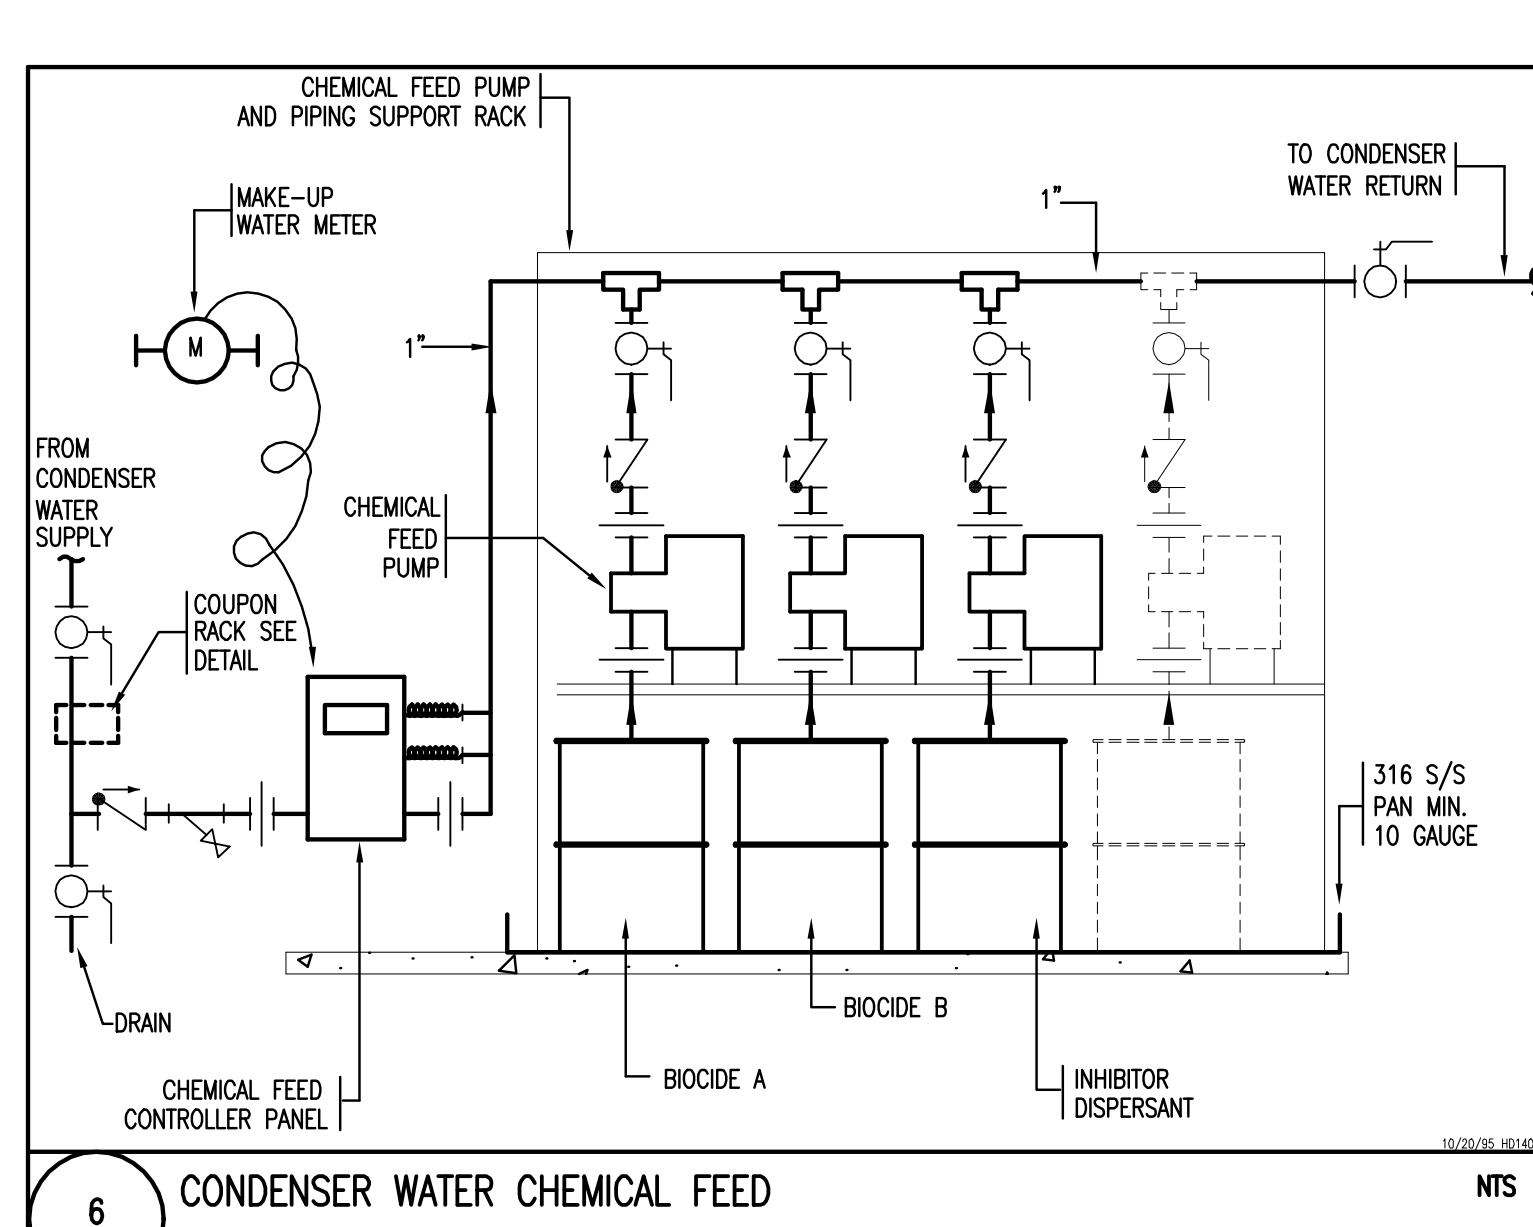 CHEMICAL FEED PUMP
AND PIPING SUPPORT RACK
TO CONDENSER
WATER RETURN
MAKE-UP
WATER METER
1"
M
1"
FROM
CONDENSER
WATER
SUPPLY
CHEMICAL
FEED
PUMP
COUPON
RACK SEE
DETAIL
316 S/S
PAN MIN.
10 GAUGE
DRAIN
BIOCIDE B
BIOCIDE A
INHIBITOR
DISPERSANT
CHEMICAL FEED
CONTROLLER PANEL
10/20/95 HD140
6
CONDENSER WATER CHEMICAL FEED
NTS